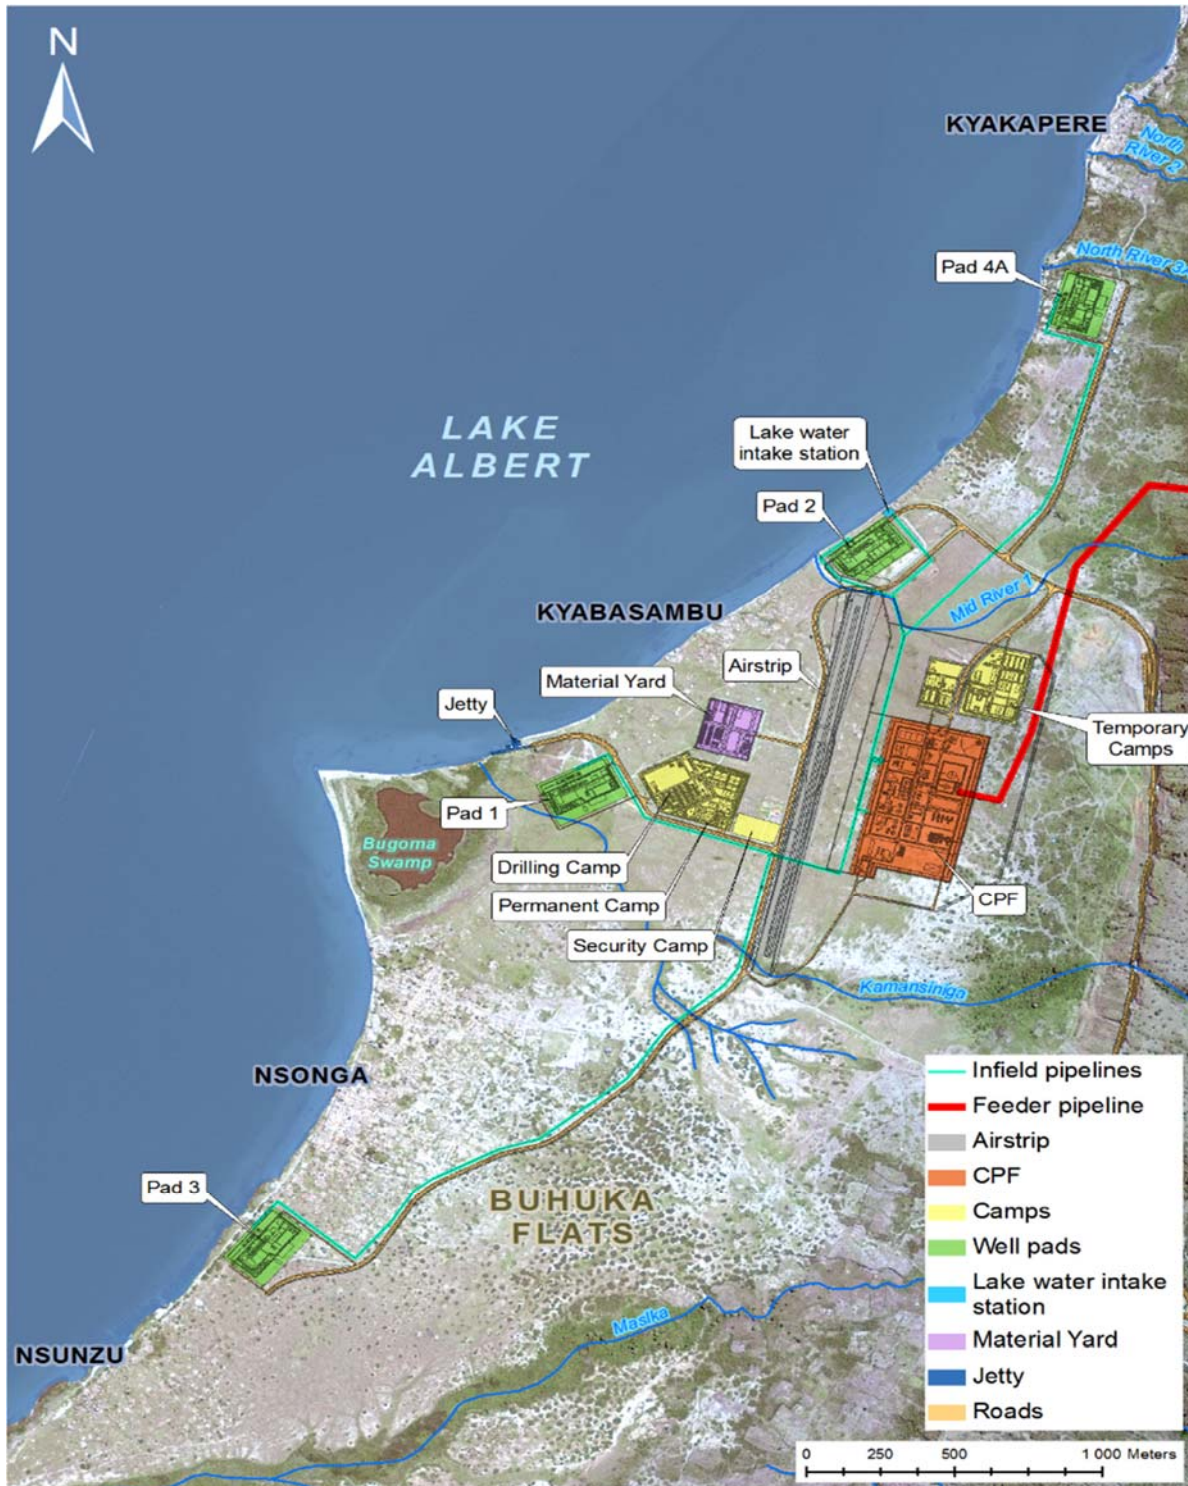 N
KYAKAPERE
North
River 2
North River 3A
Pad 4A
LAKE
ALBERT
Lake water
intake station
Pad 2
Mid River 1
KYABASAMBU
Airstrip
Material Yard
Jetty
Temporary
Camps
Pad 1
Bugoma
Swamp
Drilling Camp
Permanent Camp
CPF
Security Camp
Kamansiniga
NSONGA
Pad 3
BUHUKA
FLATS
Masika
NSUNZU
Infield pipelines
Feeder pipeline
Airstrip
CPF
Camps
Well pads
Lake water intake
station
Material Yard
Jetty
Roads
0 250 500 1 000 Meters